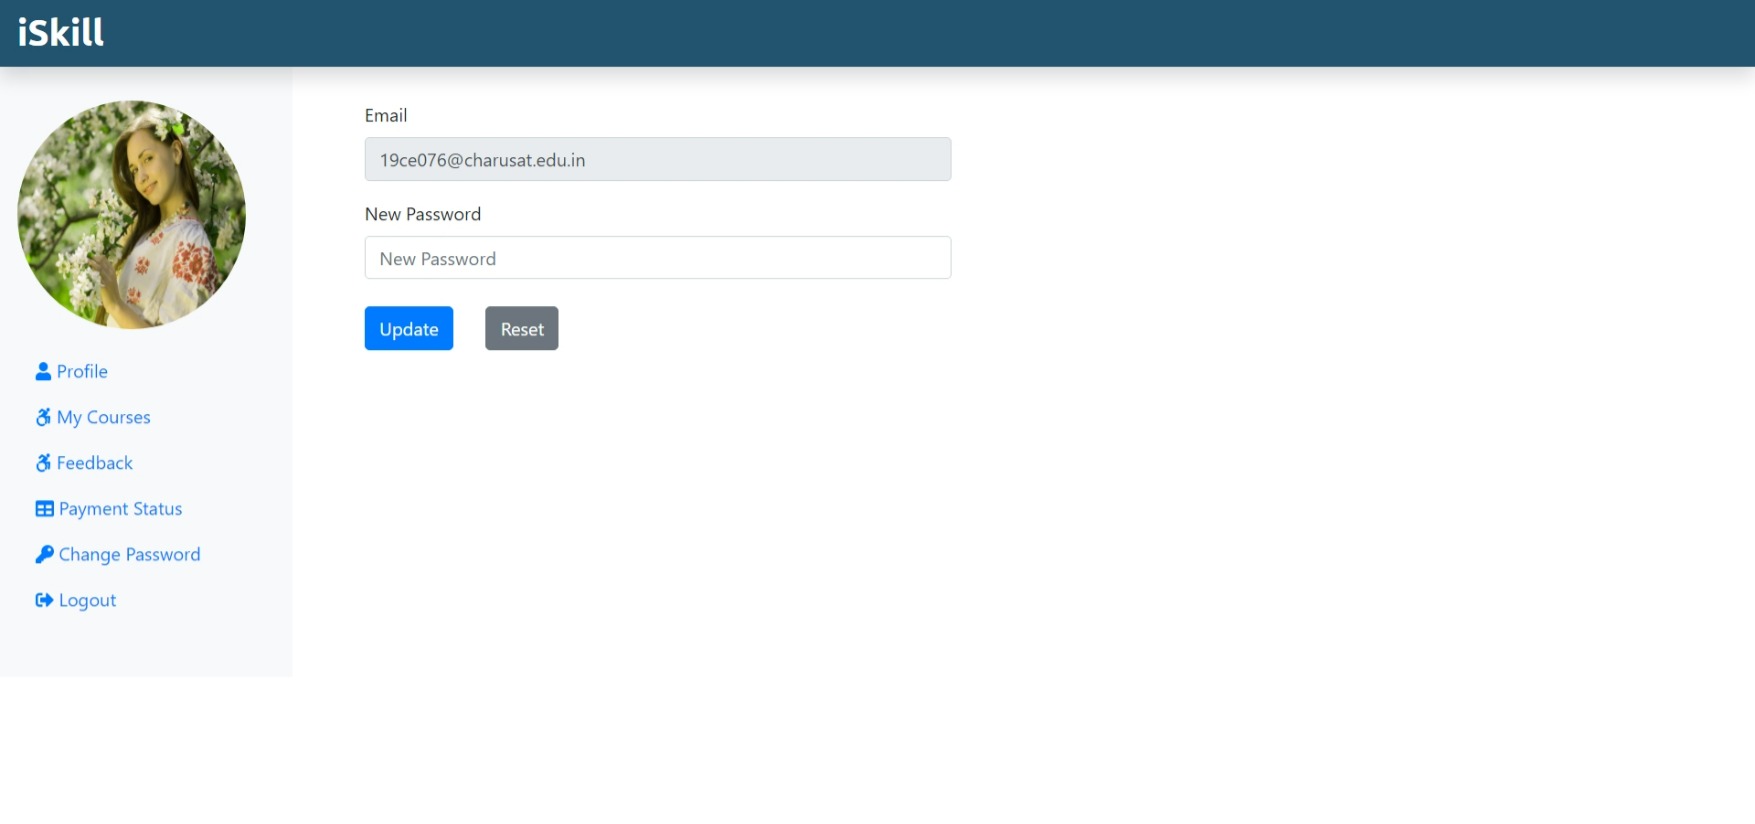 iSkill
Email
19ce076@charusat.edu.in
New Password
New Password
Update Reset
Profile
My Courses
Feedback
Payment Status
Change Password
Logout